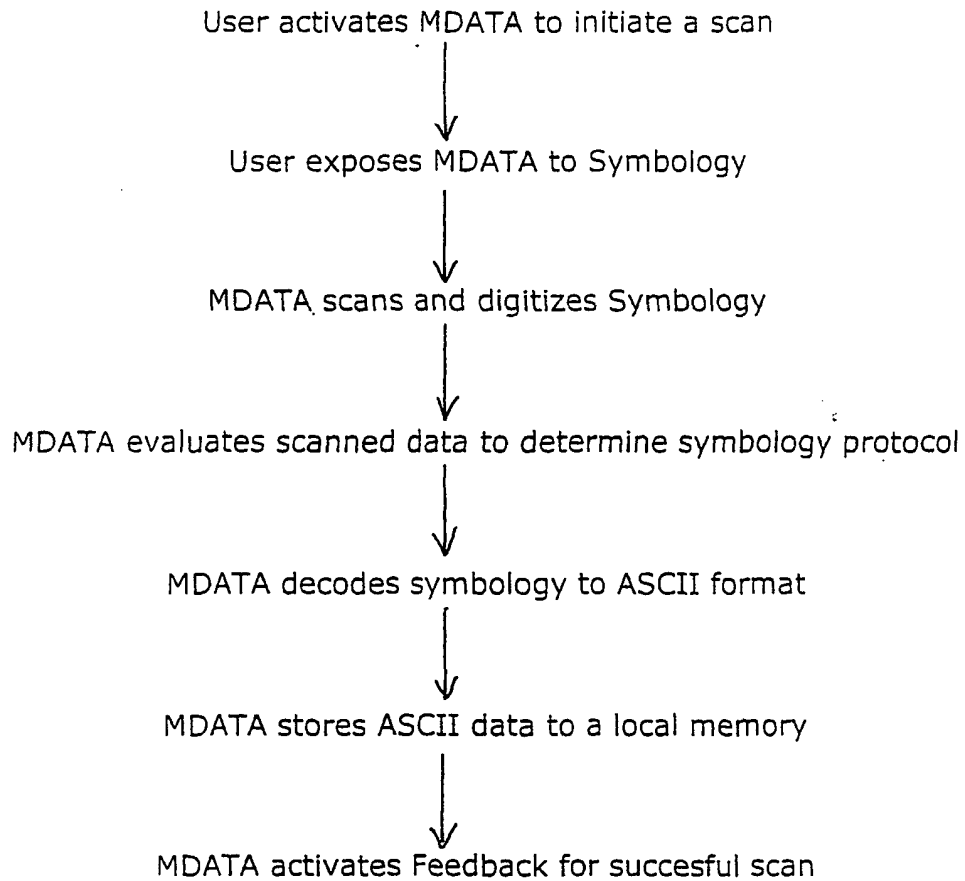 User activates MDATA to initiate a scan
User exposes MDATA to Symbology
MDATA scans and digitizes Symbology
MDATA evaluates scanned data to determine symbology protocol
MDATA decodes symbology to ASCII format
MDATA stores ASCII data to a local memory
MDATA activates Feedback for succesful scan